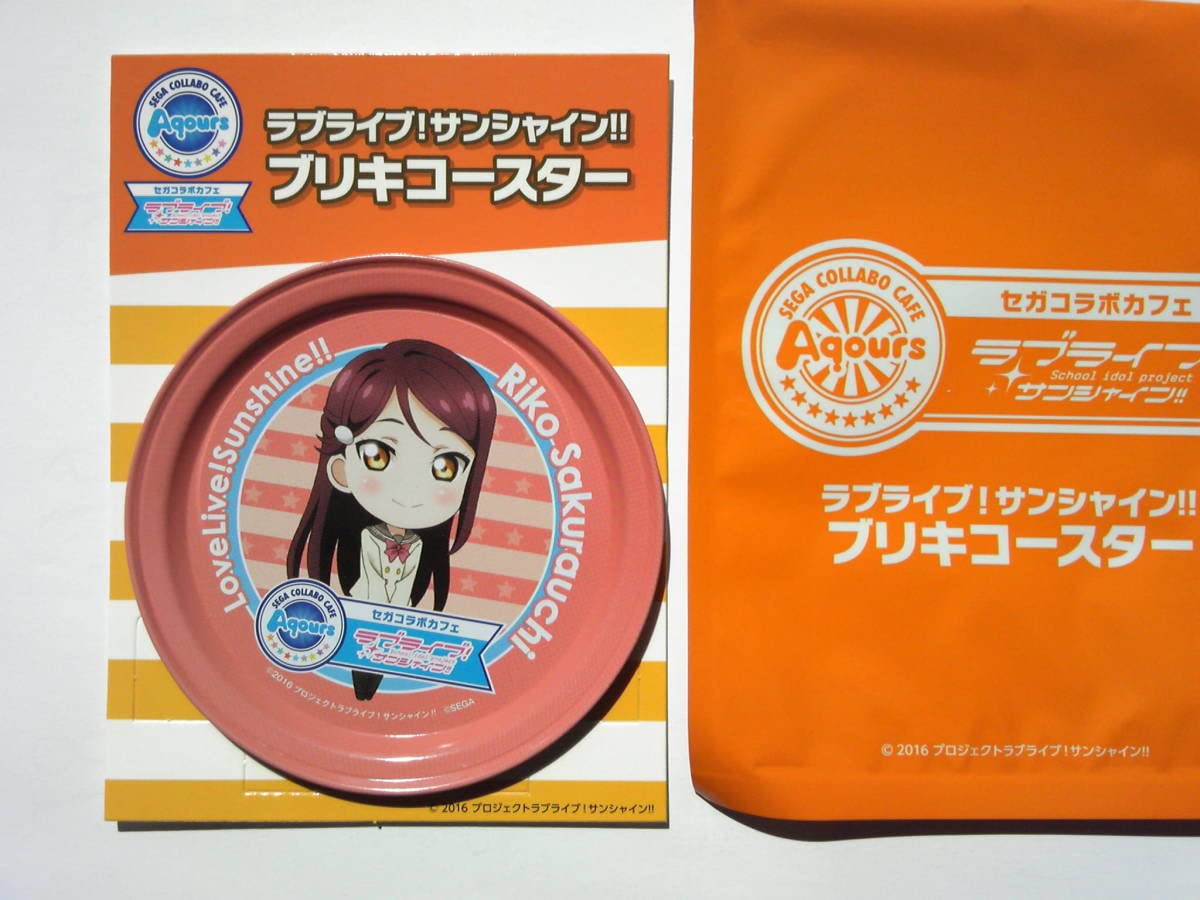 SEGA COLLABO CAFE
Aqours
セガコラボカフェ
ラブライブ!
サンシャイン!!
ラブライブ!サンシャイン!!
ブリキコースター
LoveLive!Sunshine!!
Riko Sakurauchi
SEGA COLLABO CAFE
Aqours
セガコラボカフェ
ラブライブ!
School idol project
サンシャイン!!
©2016 プロジェクトラブライブ!サンシャイン!! ©SEGA
© 2016 プロジェクトラブライブ!サンシャイン!!
SEGA COLLABO CAFE
Aqours
セガコラボカフェ
ラブライブ
School idol project
サンシャイン!!
ラブライブ!サンシャイン!!
ブリキコースター
© 2016 プロジェクトラブライブ!サンシャイン!!